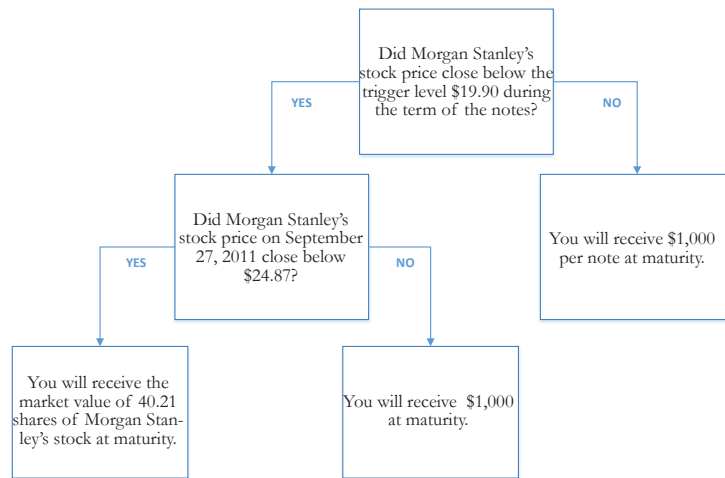 Did Morgan Stanley's
stock price close below the
trigger level $19.90 during
the term of the notes?
YES
NO
Did Morgan Stanley's
stock price on September
27, 2011 close below
$24.87?
You will receive $1,000
per note at maturity.
YES
NO
You will receive the
market value of 40.21
shares of Morgan Stan-
ley's stock at maturity.
You will receive $1,000
at maturity.